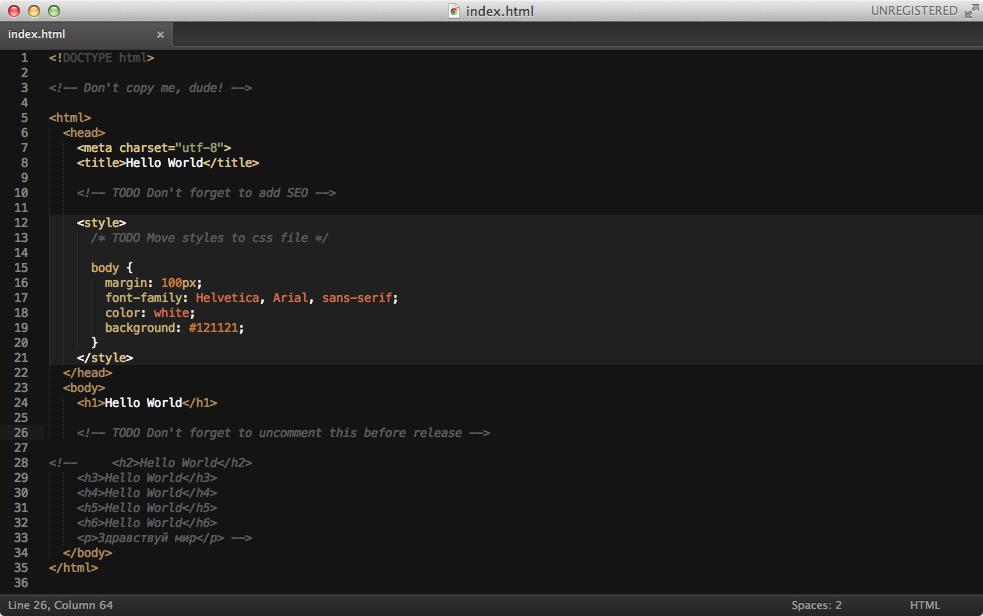 index.html
UNREGISTERED
index.html ×
1 <!DOCTYPE html>
2
3 <!-- Don't copy me, dude! -->
4
5 <html>
6   <head>
7     <meta charset="utf-8">
8     <title>Hello World</title>
9
10     <!-- TODO Don't forget to add SEO -->
11
12     <style>
13       /* TODO Move styles to css file */
14
15       body {
16         margin: 100px;
17         font-family: Helvetica, Arial, sans-serif;
18         color: white;
19         background: #121121;
20       }
21     </style>
22   </head>
23   <body>
24     <h1>Hello World</h1>
25
26     <!-- TODO Don't forget to uncomment this before release -->
27
28 <!--     <h2>Hello World</h2>
29     <h3>Hello World</h3>
30     <h4>Hello World</h4>
31     <h5>Hello World</h5>
32     <h6>Hello World</h6>
33     <p>Здравствуй мир</p> -->
34   </body>
35 </html>
36
Line 26, Column 64
Spaces: 2
HTML